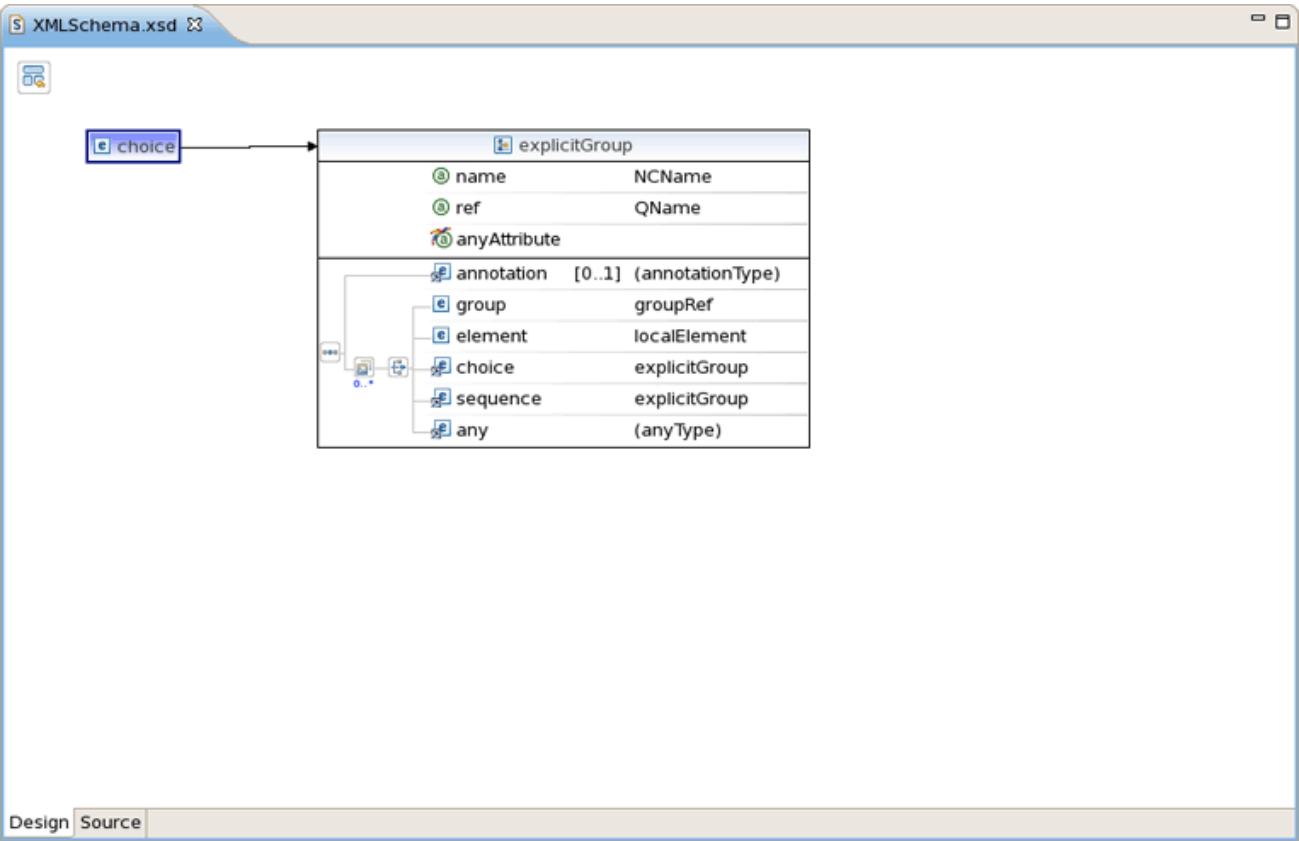 XMLSchema.xsd
choice
explicitGroup
name NCName
ref QName
anyAttribute
annotation [0..1] (annotationType)
group groupRef
element localElement
choice explicitGroup
0..*
sequence explicitGroup
any (anyType)
Design Source